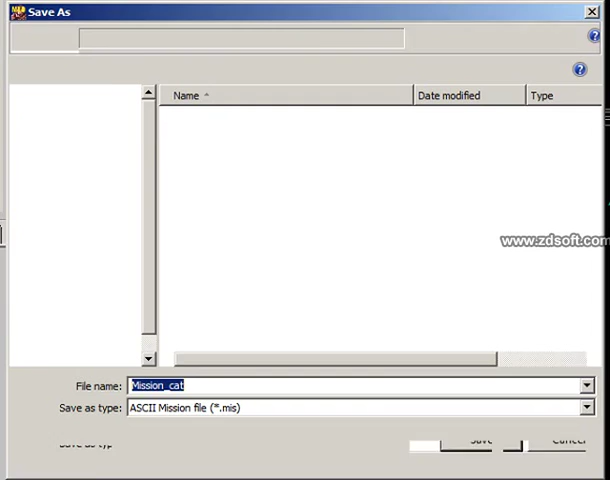 Save As
Name
Date modified
Type
www.zdsoft.com
File name:
Mission_cat
Save as type:
ASCII Mission file (*.mis)
Save as typ
Save
Cancel